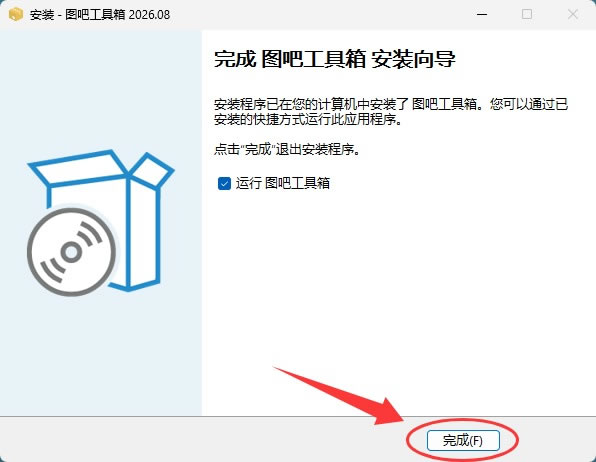 安装 - 图吧工具箱 2026.08
完成 图吧工具箱 安装向导
安装程序已在您的计算机中安装了 图吧工具箱。您可以通过已
安装的快捷方式运行此应用程序。
点击“完成”退出安装程序。
运行 图吧工具箱
完成(F)